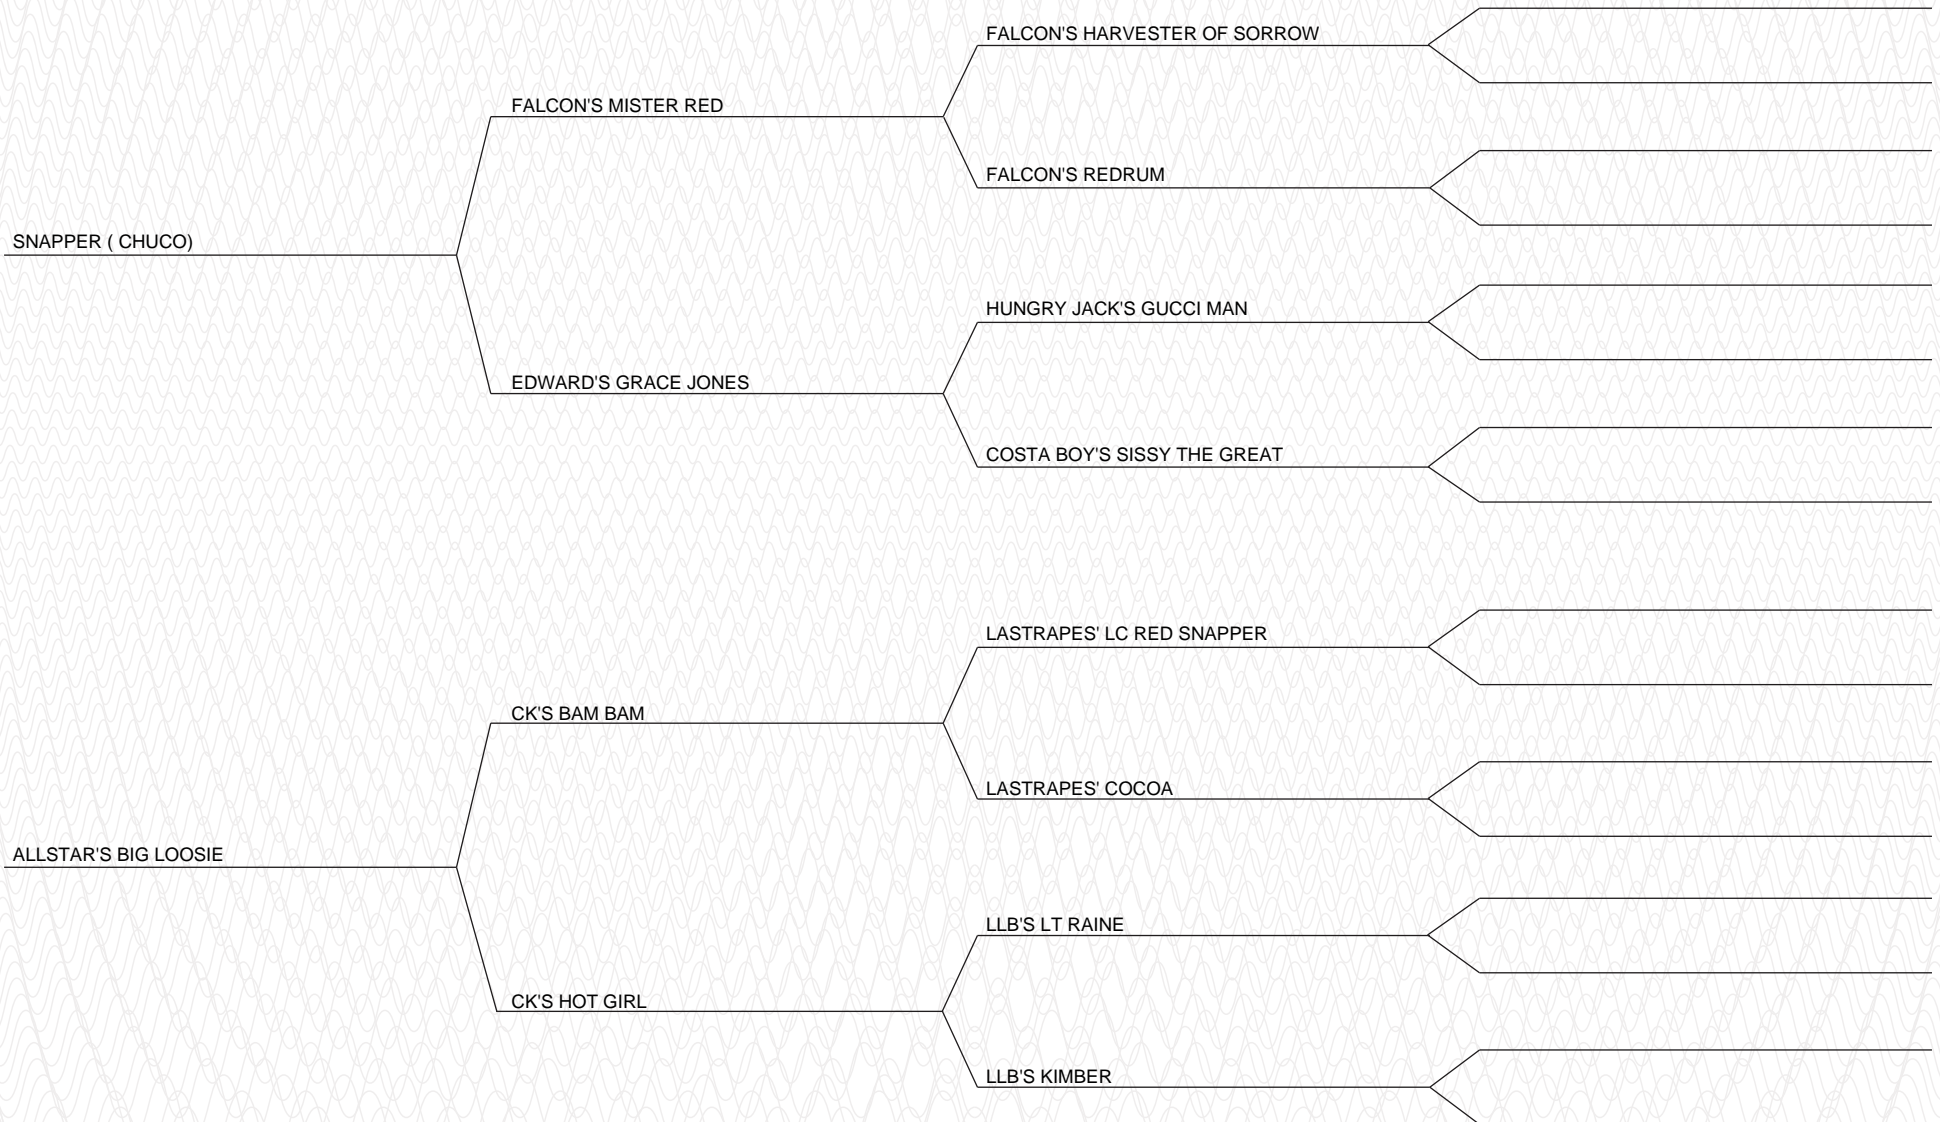 FALCON'S HARVESTER OF SORROW
FALCON'S MISTER RED
FALCON'S REDRUM
SNAPPER ( CHUCO)
HUNGRY JACK'S GUCCI MAN
EDWARD'S GRACE JONES
COSTA BOY'S SISSY THE GREAT
LASTRAPES' LC RED SNAPPER
CK'S BAM BAM
LASTRAPES' COCOA
ALLSTAR'S BIG LOOSIE
LLB'S LT RAINE
CK'S HOT GIRL
LLB'S KIMBER